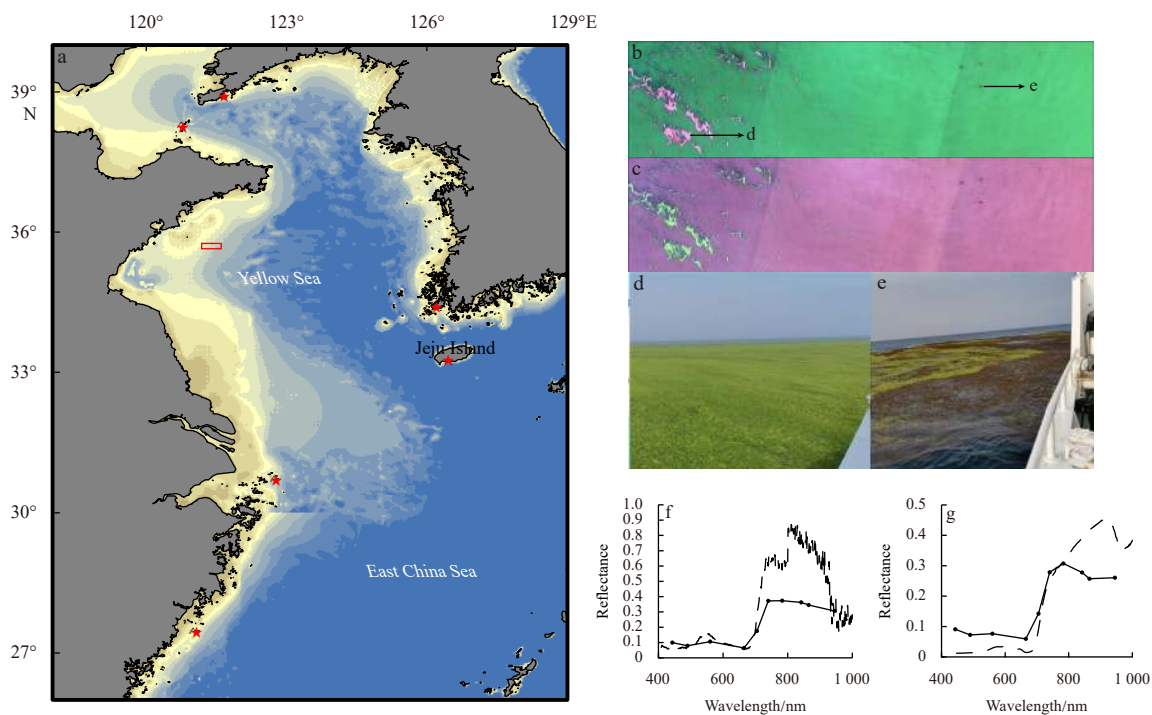 120° 123° 126° 129°E
a
39°
N
36°
33°
30°
27°
Yellow Sea
Jeju Island
East China Sea
b
e
d
c
d
e
f
1.0
0.9
0.8
0.7
0.6
0.5
0.4
0.3
0.2
0.1
0
Reflectance
400 600 800 1 000
Wavelength/nm
g
0.5
0.4
0.3
0.2
0.1
0
Reflectance
400 600 800 1 000
Wavelength/nm